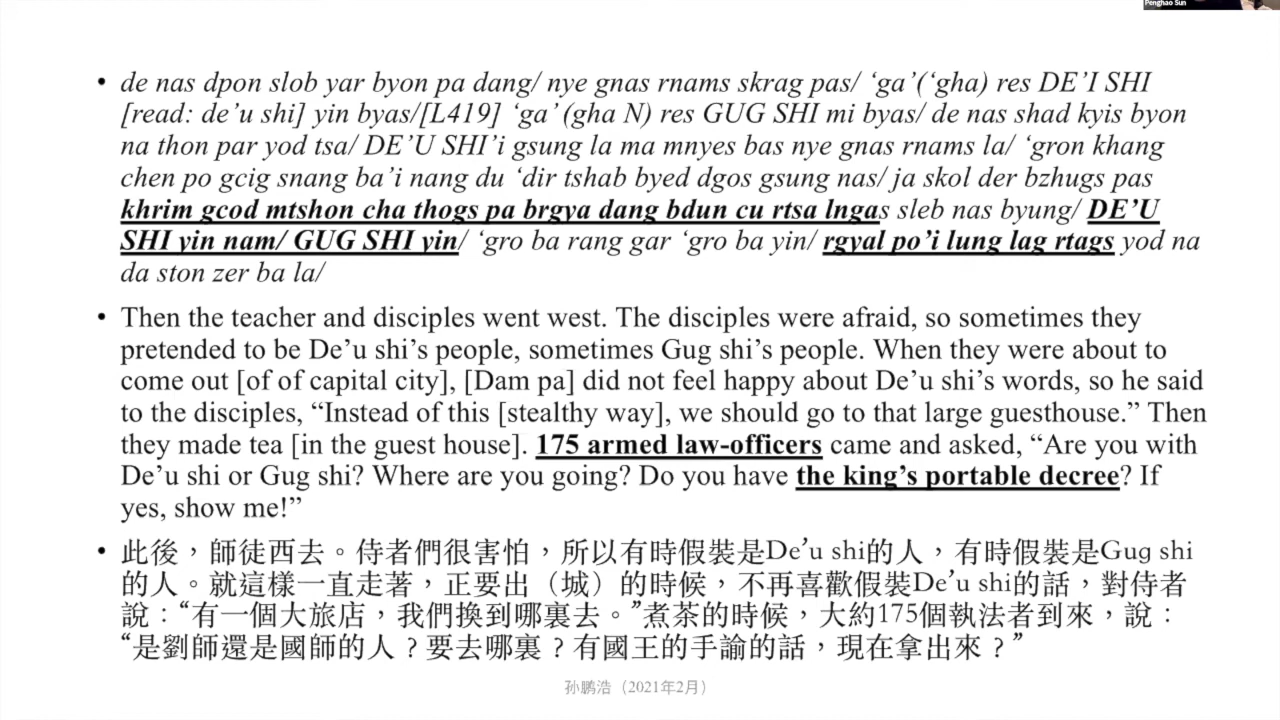 Penghao Sun
• de nas dpon slob yar byon pa dang/ nye gnas rnams skrag pas/ ‘ga’(‘gha) res DE’I SHI
[read: de’u shi] yin byas/[L419] ‘ga’ (gha N) res GUG SHI mi byas/ de nas shad kyis byon
na thon par yod tsa/ DE’U SHI’i gsung la ma mnyes bas nye gnas rnams la/ ‘gron khang
chen po gcig snang ba’i nang du ‘dir tshab byed dgos gsung nas/ ja skol der bzhugs pas
khrim gcod mtshon cha thogs pa brgya dang bdun cu rtsa lngas sleb nas byung/ DE’U
SHI yin nam/ GUG SHI yin/ ‘gro ba rang gar ‘gro ba yin/ rgyal po’i lung lag rtags yod na
da ston zer ba la/
• Then the teacher and disciples went west. The disciples were afraid, so sometimes they
pretended to be De’u shi’s people, sometimes Gug shi’s people. When they were about to
come out [of of capital city], [Dam pa] did not feel happy about De’u shi’s words, so he said
to the disciples, “Instead of this [stealthy way], we should go to that large guesthouse.” Then
they made tea [in the guest house]. 175 armed law-officers came and asked, “Are you with
De’u shi or Gug shi? Where are you going? Do you have the king’s portable decree? If
yes, show me!”
• 此後，師徒西去。侍者們很害怕，所以有時假裝是De’u shi的人，有時假裝是Gug shi
的人。就這樣一直走著，正要出（城）的時候，不再喜歡假裝De’u shi的話，對侍者
說：“有一個大旅店，我們換到哪裏去。”煮茶的時候，大約175個執法者到來，說：
“是劉師還是國師的人？要去哪裏？有國王的手諭的話，現在拿出來？”
孙鹏浩（2021年2月）